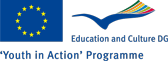 Education and Culture DG
'Youth in Action' Programme